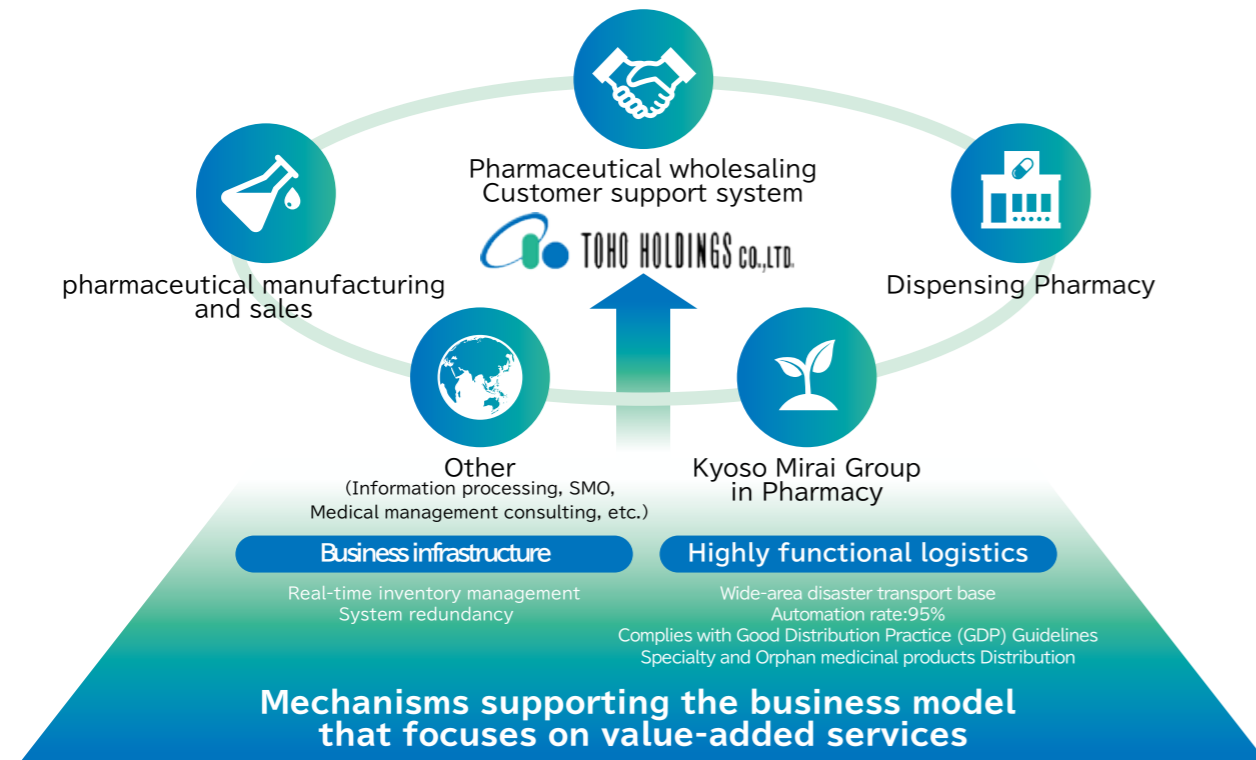 Pharmaceutical wholesaling
Customer support system
TOHO HOLDINGS CO.,LTD.
pharmaceutical manufacturing
and sales
Dispensing Pharmacy
Other
(Information processing, SMO,
Medical management consulting, etc.)
Kyoso Mirai Group
in Pharmacy
Business infrastructure
Real-time inventory management
System redundancy
Highly functional logistics
Wide-area disaster transport base
Automation rate:95%
Complies with Good Distribution Practice (GDP) Guidelines
Specialty and Orphan medicinal products Distribution
Mechanisms supporting the business model
that focuses on value-added services